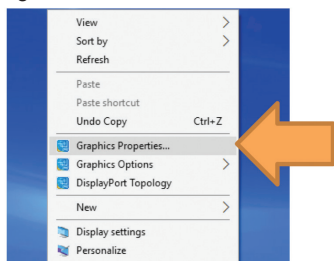 View
Sort by
Refresh
Paste
Paste shortcut
Undo Copy Ctrl+Z
Graphics Properties...
Graphics Options
DisplayPort Topology
New
Display settings
Personalize